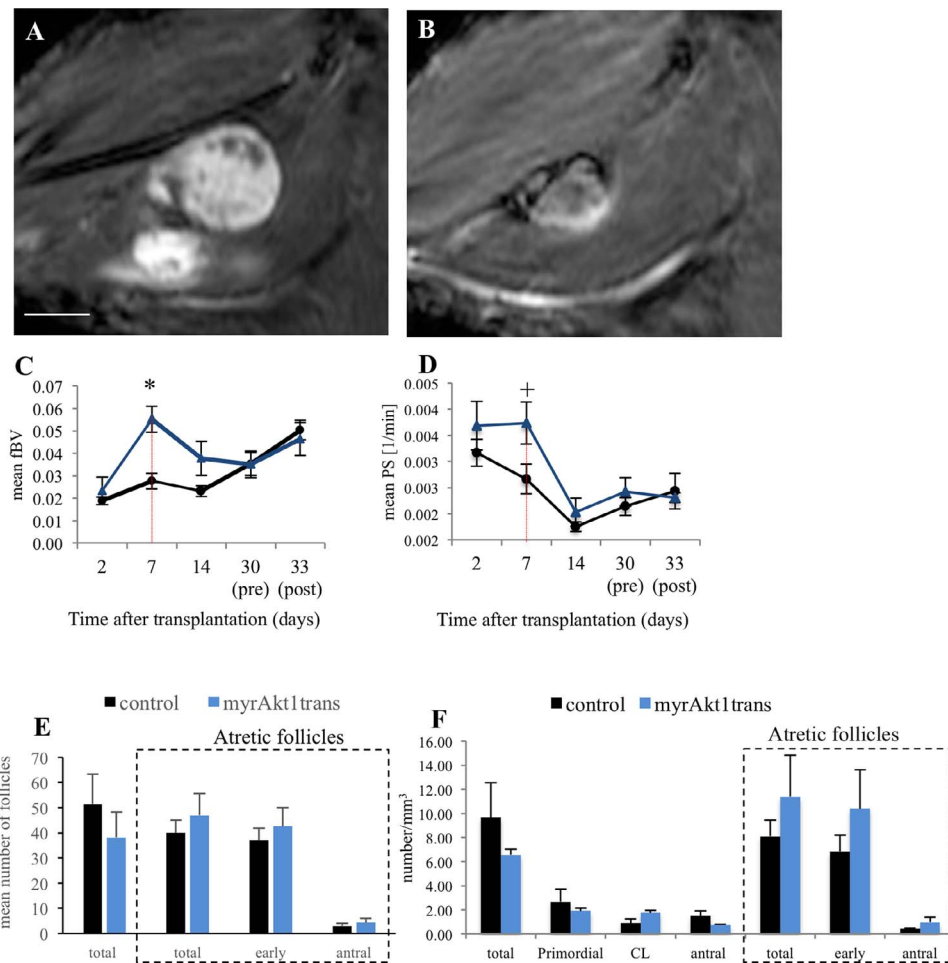 A
B
C
D
0.07
0.06
0.05
0.04
0.03
0.02
0.01
0.00
mean fBV
*
2
7
14
30
33
(pre)
(post)
Time after transplantation (days)
0.005
0.004
0.003
0.003
0.002
0.002
mean PS [1/min]
+
2
7
14
30
33
(pre)
(post)
Time after transplantation (days)
control
myrAkt1trans
E
Atretic follicles
70
60
50
40
30
20
10
0
mean number of follicles
total
total
early
antral
control
myrAkt1trans
F
Atretic follicles
16.00
14.00
12.00
10.00
8.00
6.00
4.00
2.00
0.00
number/mm³
total
Primordial
CL
antral
total
early
antral